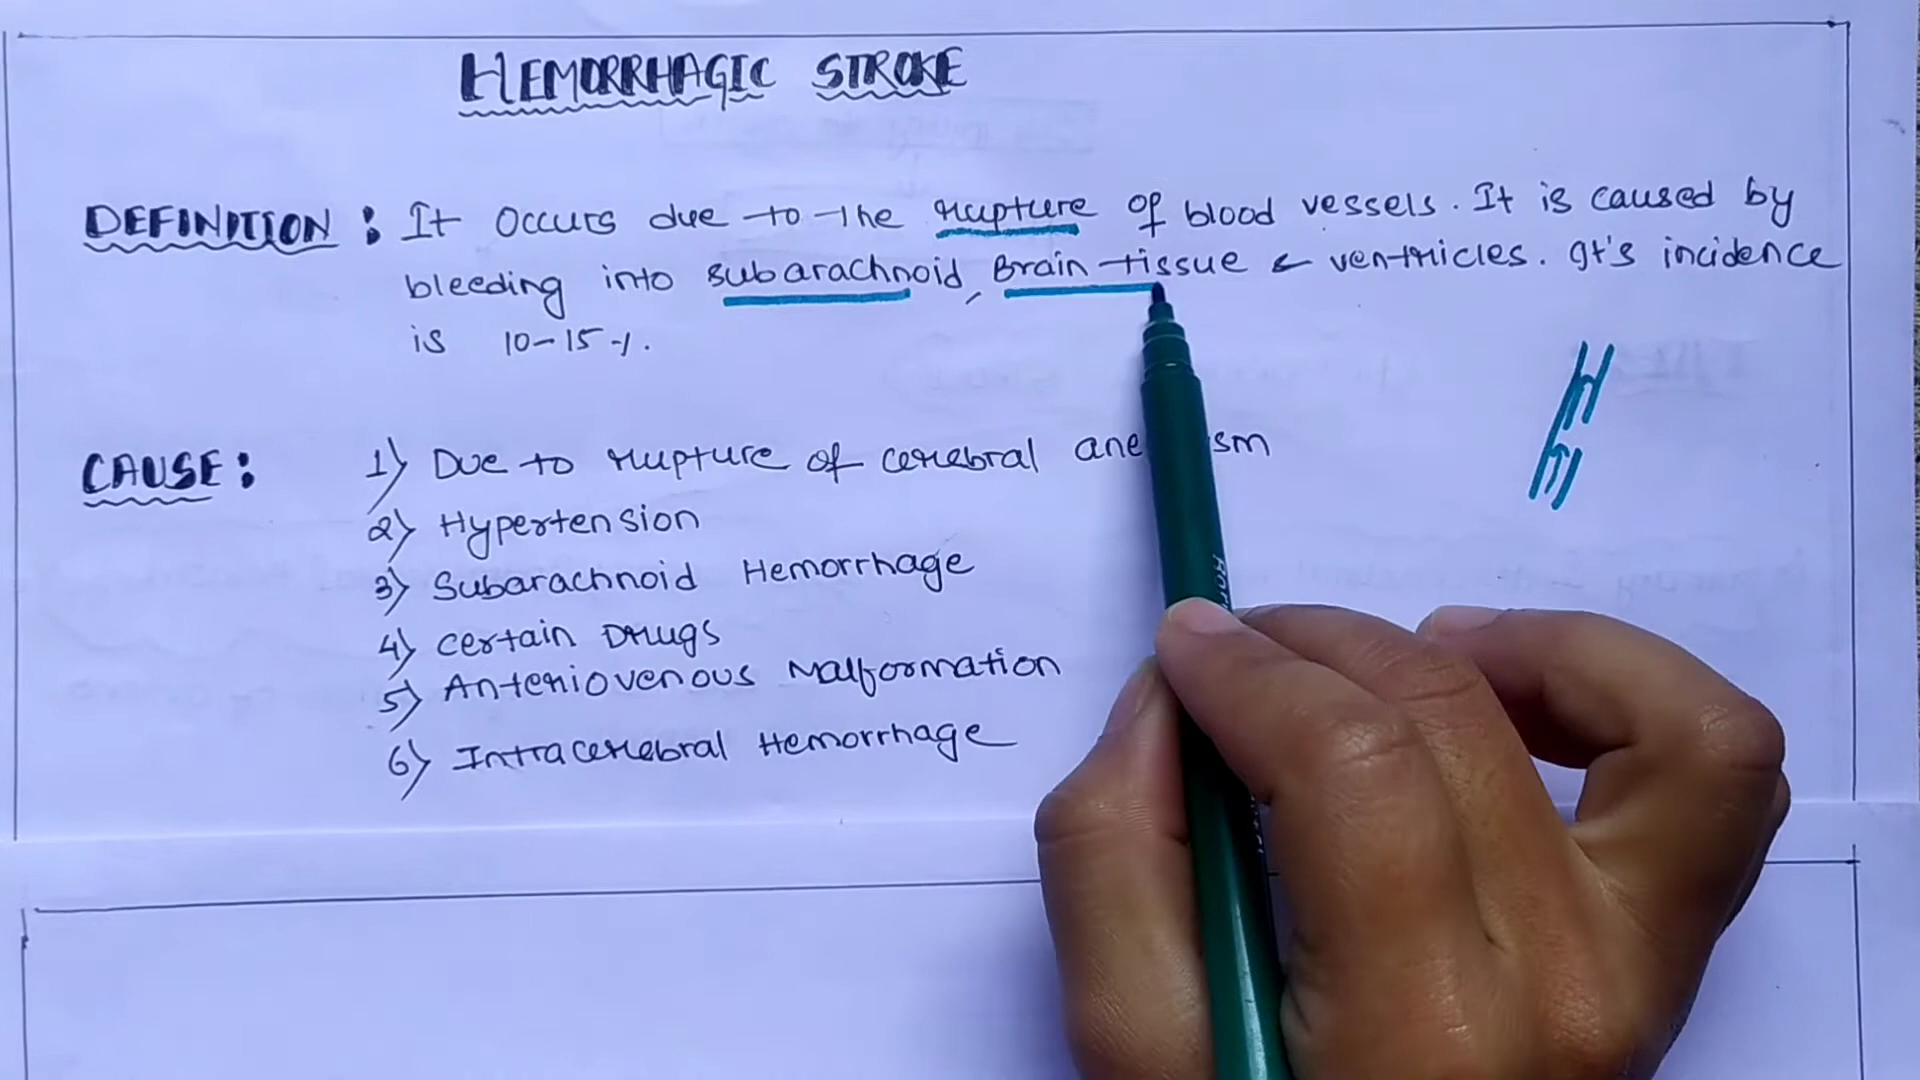 HEMORRHAGIC STROKE
DEFINITION : It occurs due to the rupture of blood vessels. It is caused by
bleeding into subarachnoid, Brain tissue & ventricles. It's incidence
is 10-15%.
CAUSE : 1) Due to rupture of cerebral
2) Hypertension
3) Subarachnoid Hemorrhage
4) certain Drugs
5) Arteriovenous Malformation
6) Intracerebral Hemorrhage